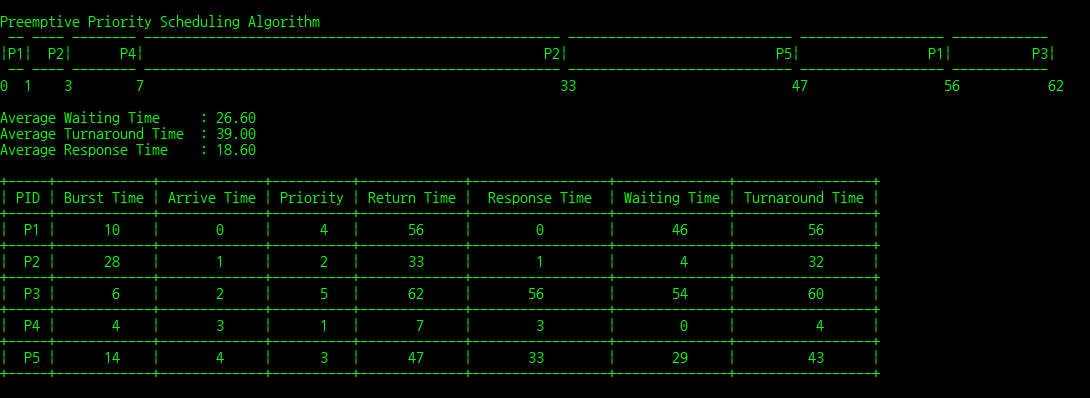 Preemptive Priority Scheduling Algorithm
|P1| P2| P4| P2| P5| P1| P3|
0 1 3 7 33 47 56 62
Average Waiting Time : 26.60
Average Turnaround Time : 39.00
Average Response Time : 18.60
| PID | Burst Time | Arrive Time | Priority | Return Time | Response Time | Waiting Time | Turnaround Time |
| P1 | 10 | 0 | 4 | 56 | 0 | 46 | 56 |
| P2 | 28 | 1 | 2 | 33 | 1 | 4 | 32 |
| P3 | 6 | 2 | 5 | 62 | 56 | 54 | 60 |
| P4 | 4 | 3 | 1 | 7 | 3 | 0 | 4 |
| P5 | 14 | 4 | 3 | 47 | 33 | 29 | 43 |